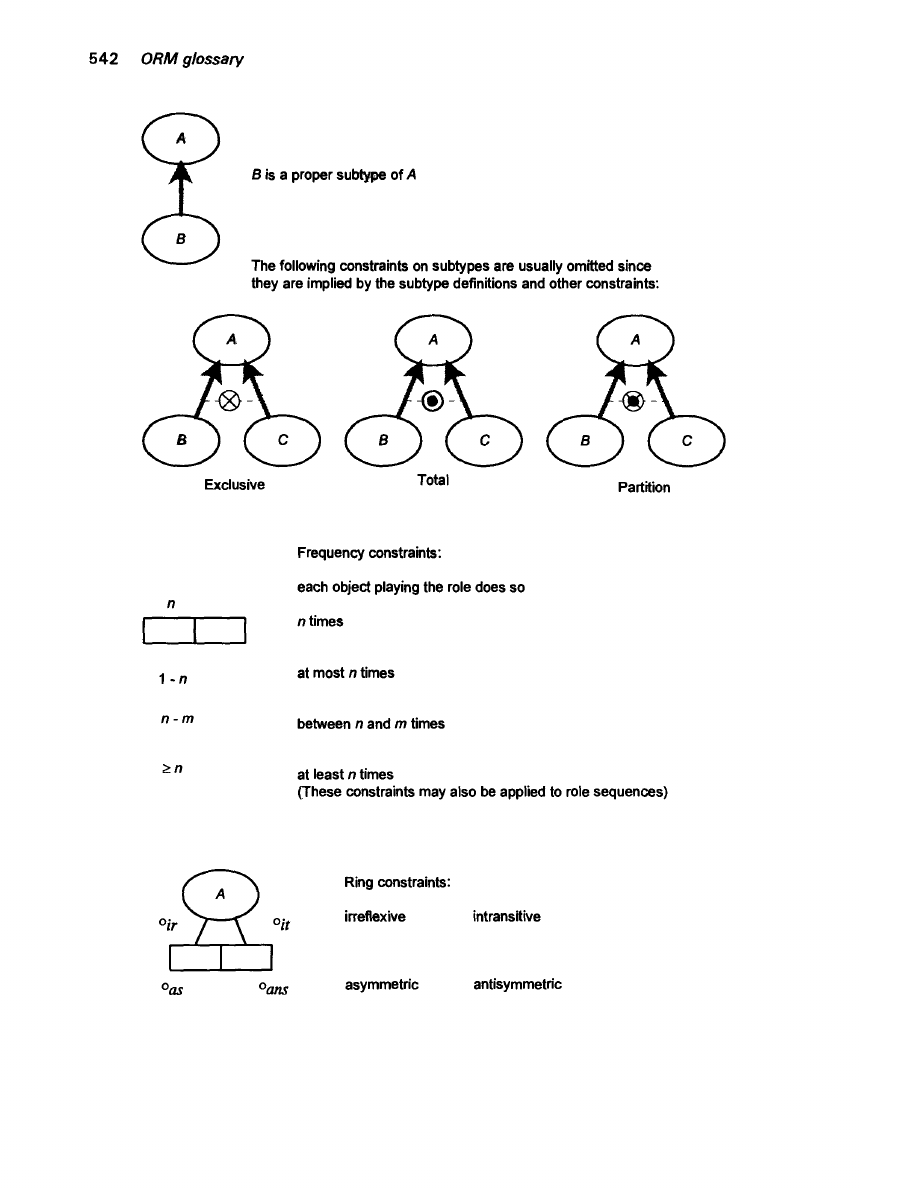 542 ORM glossary
A
B is a proper subtype of A
B
The following constraints on subtypes are usually omitted since
they are implied by the subtype definitions and other constraints:
A A A
B C B C B C
Exclusive Total Partition
Frequency constraints:
each object playing the role does so
n
n times
1 - n at most n times
n - m between n and m times
≥ n at least n times
(These constraints may also be applied to role sequences)
A
Ring constraints:
°ir °it irreflexive intransitive
°as °ans asymmetric antisymmetric